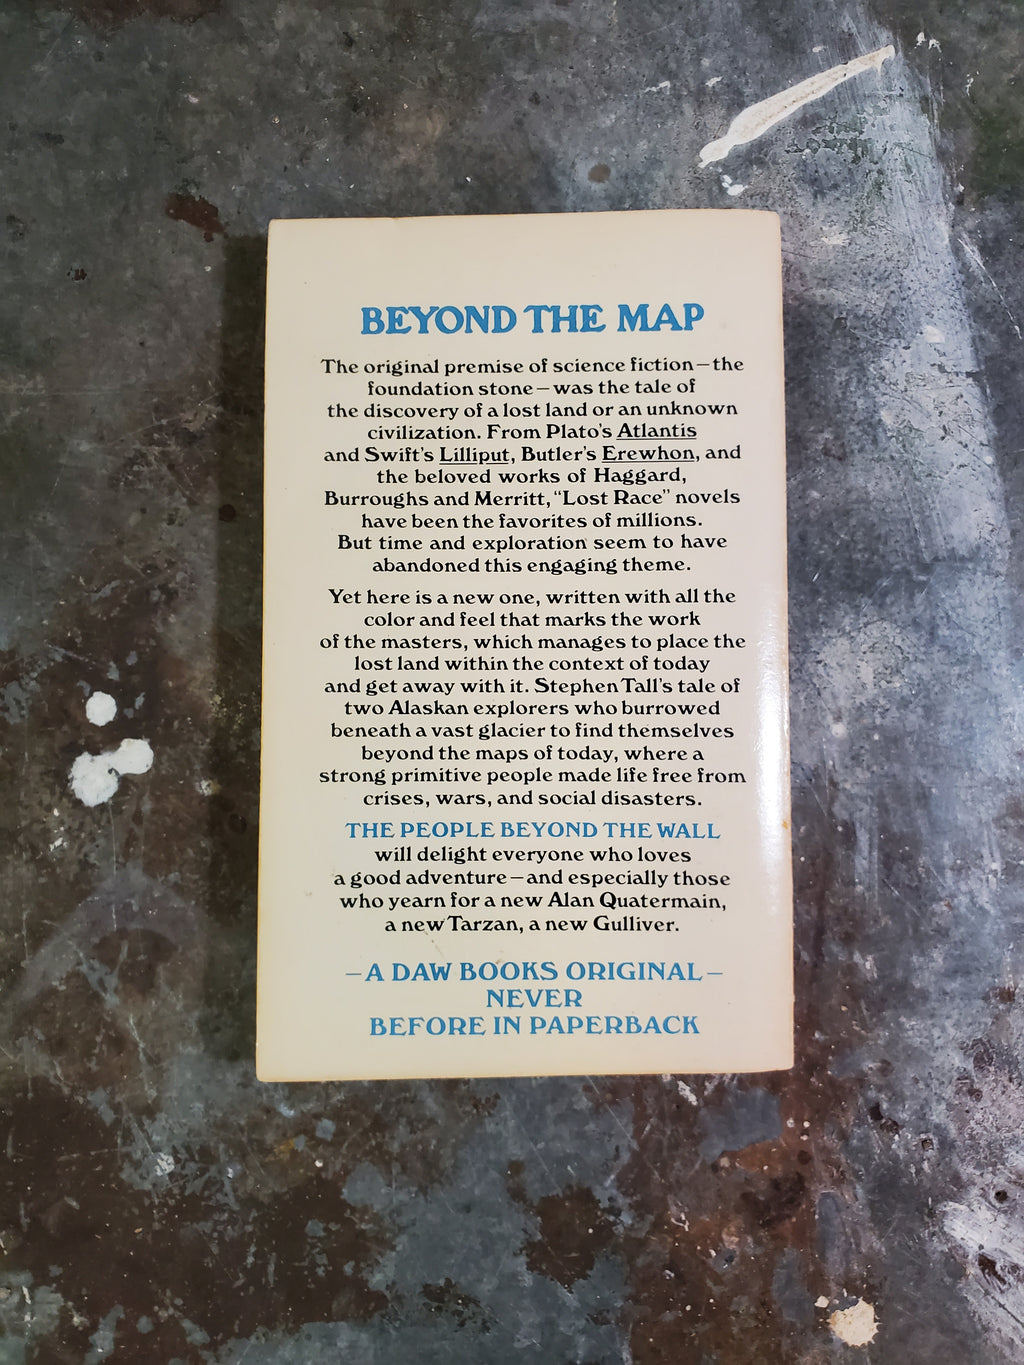 BEYOND THE MAP
The original premise of science fiction—the
foundation stone—was the tale of
the discovery of a lost land or an unknown
civilization. From Plato's Atlantis
and Swift's Lilliput, Butler's Erewhon, and
the beloved works of Haggard,
Burroughs and Merritt, "Lost Race" novels
have been the favorites of millions.
But time and exploration seem to have
abandoned this engaging theme.
Yet here is a new one, written with all the
color and feel that marks the work
of the masters, which manages to place the
lost land within the context of today
and get away with it. Stephen Tall's tale of
two Alaskan explorers who burrowed
beneath a vast glacier to find themselves
beyond the maps of today, where a
strong primitive people made life free from
crises, wars, and social disasters.
THE PEOPLE BEYOND THE WALL
will delight everyone who loves
a good adventure—and especially those
who yearn for a new Alan Quatermain,
a new Tarzan, a new Gulliver.
—A DAW BOOKS ORIGINAL—
NEVER
BEFORE IN PAPERBACK